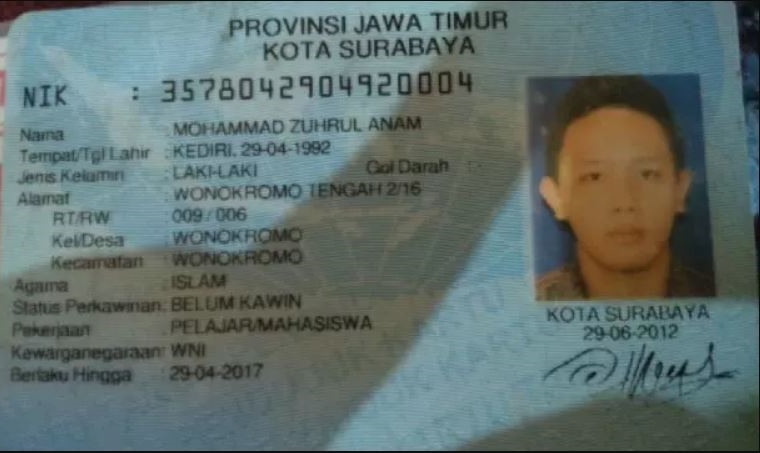 PROVINSI JAWA TIMUR
KOTA SURABAYA
NIK : 3578042904920004
Nama : MOHAMMAD ZUHRUL ANAM
Tempat/Tgl Lahir : KEDIRI, 29-04-1992
Jenis Kelamin : LAKI-LAKI Gol Darah : -
Alamat : WONOKROMO TENGAH 2/16
RT/RW : 009 / 006
Kel/Desa : WONOKROMO
Kecamatan : WONOKROMO
Agama : ISLAM
Status Perkawinan: BELUM KAWIN
Pekerjaan : PELAJAR/MAHASISWA
Kewarganegaraan: WNI
Berlaku Hingga : 29-04-2017
KOTA SURABAYA
29-06-2012